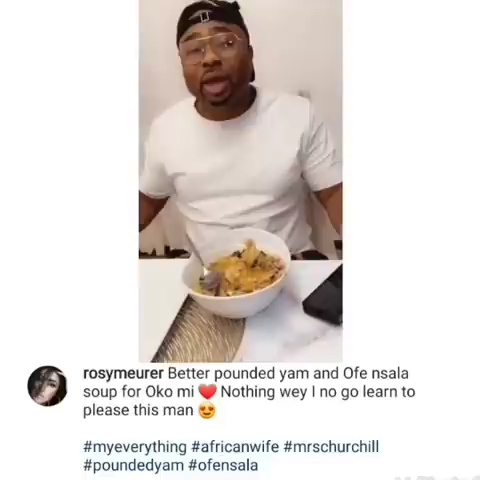 rosymeurer Better pounded yam and Ofe nsala
soup for Oko mi ❤️ Nothing wey I no go learn to
please this man 😍
#myeverything #africanwife #mrschurchill
#poundedyam #ofensala